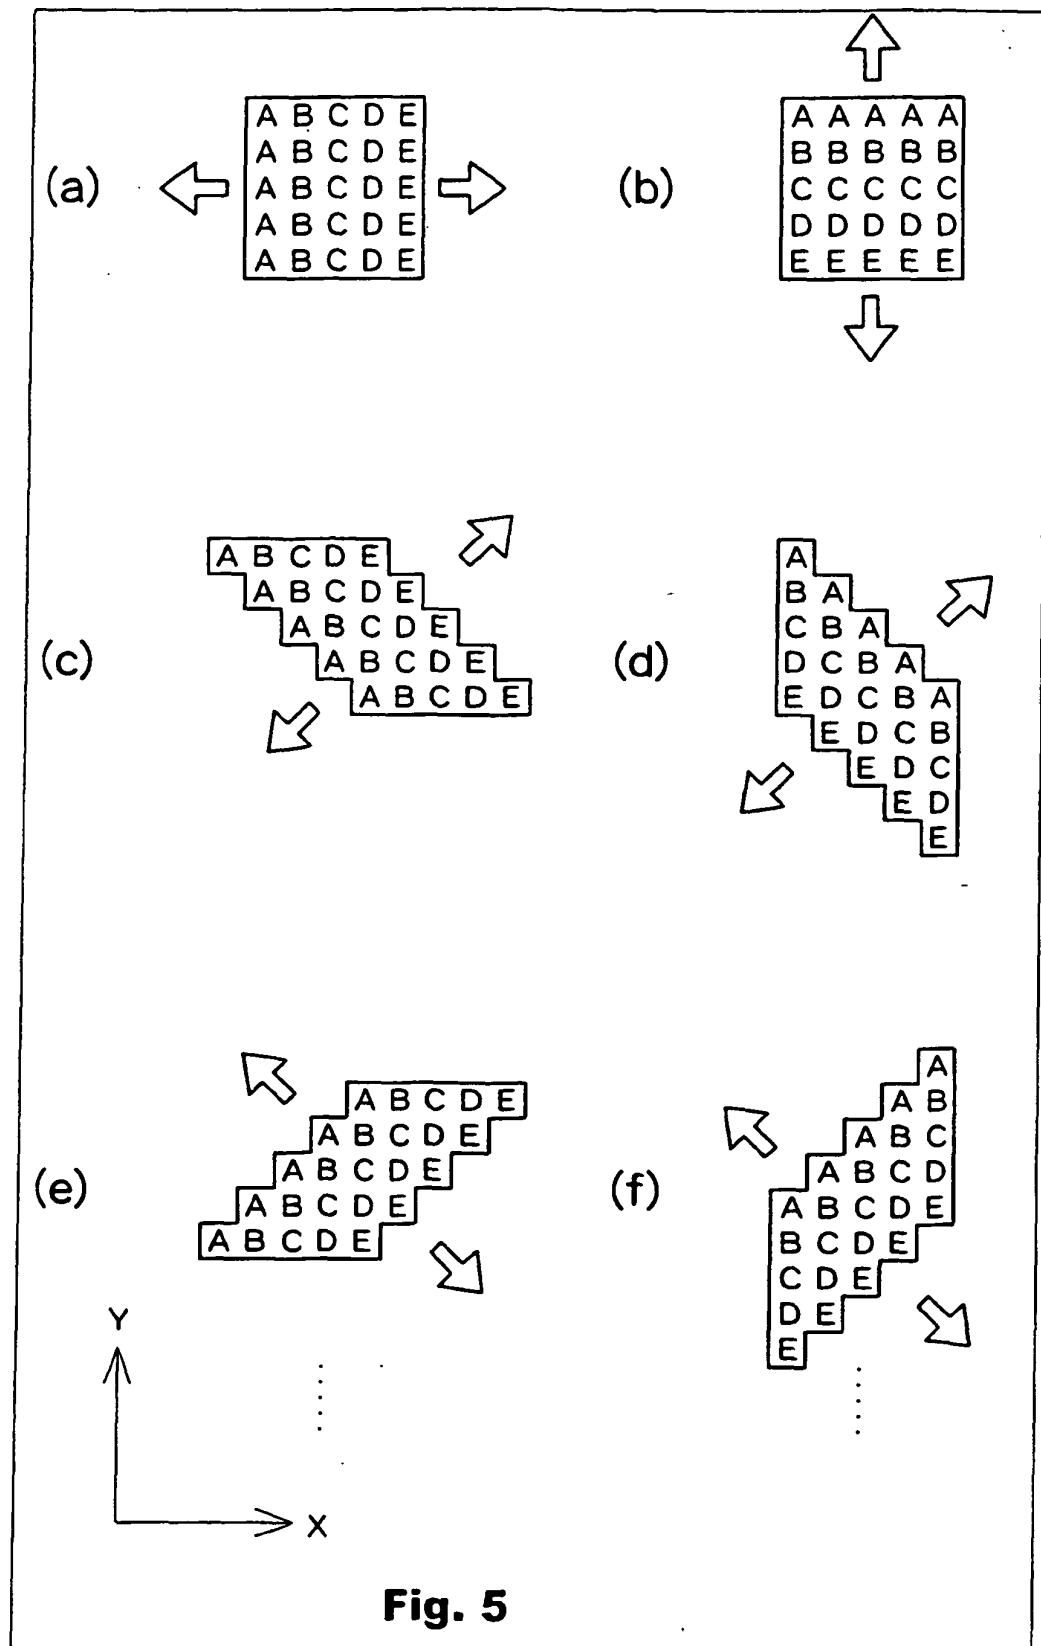 (a)
A B C D E
A B C D E
A B C D E
A B C D E
A B C D E
(b)
A A A A A
B B B B B
C C C C C
D D D D D
E E E E E
(c)
A B C D E
A B C D E
A B C D E
A B C D E
A B C D E
(d)
A
B A
C B A
D C B A
E D C B A
E D C B
E D C
E D
E
(e)
A B C D E
A B C D E
A B C D E
A B C D E
A B C D E
(f)
A
A B
A B C
A B C D
A B C D E
B C D E
C D E
D E
E
Y
X
Fig. 5